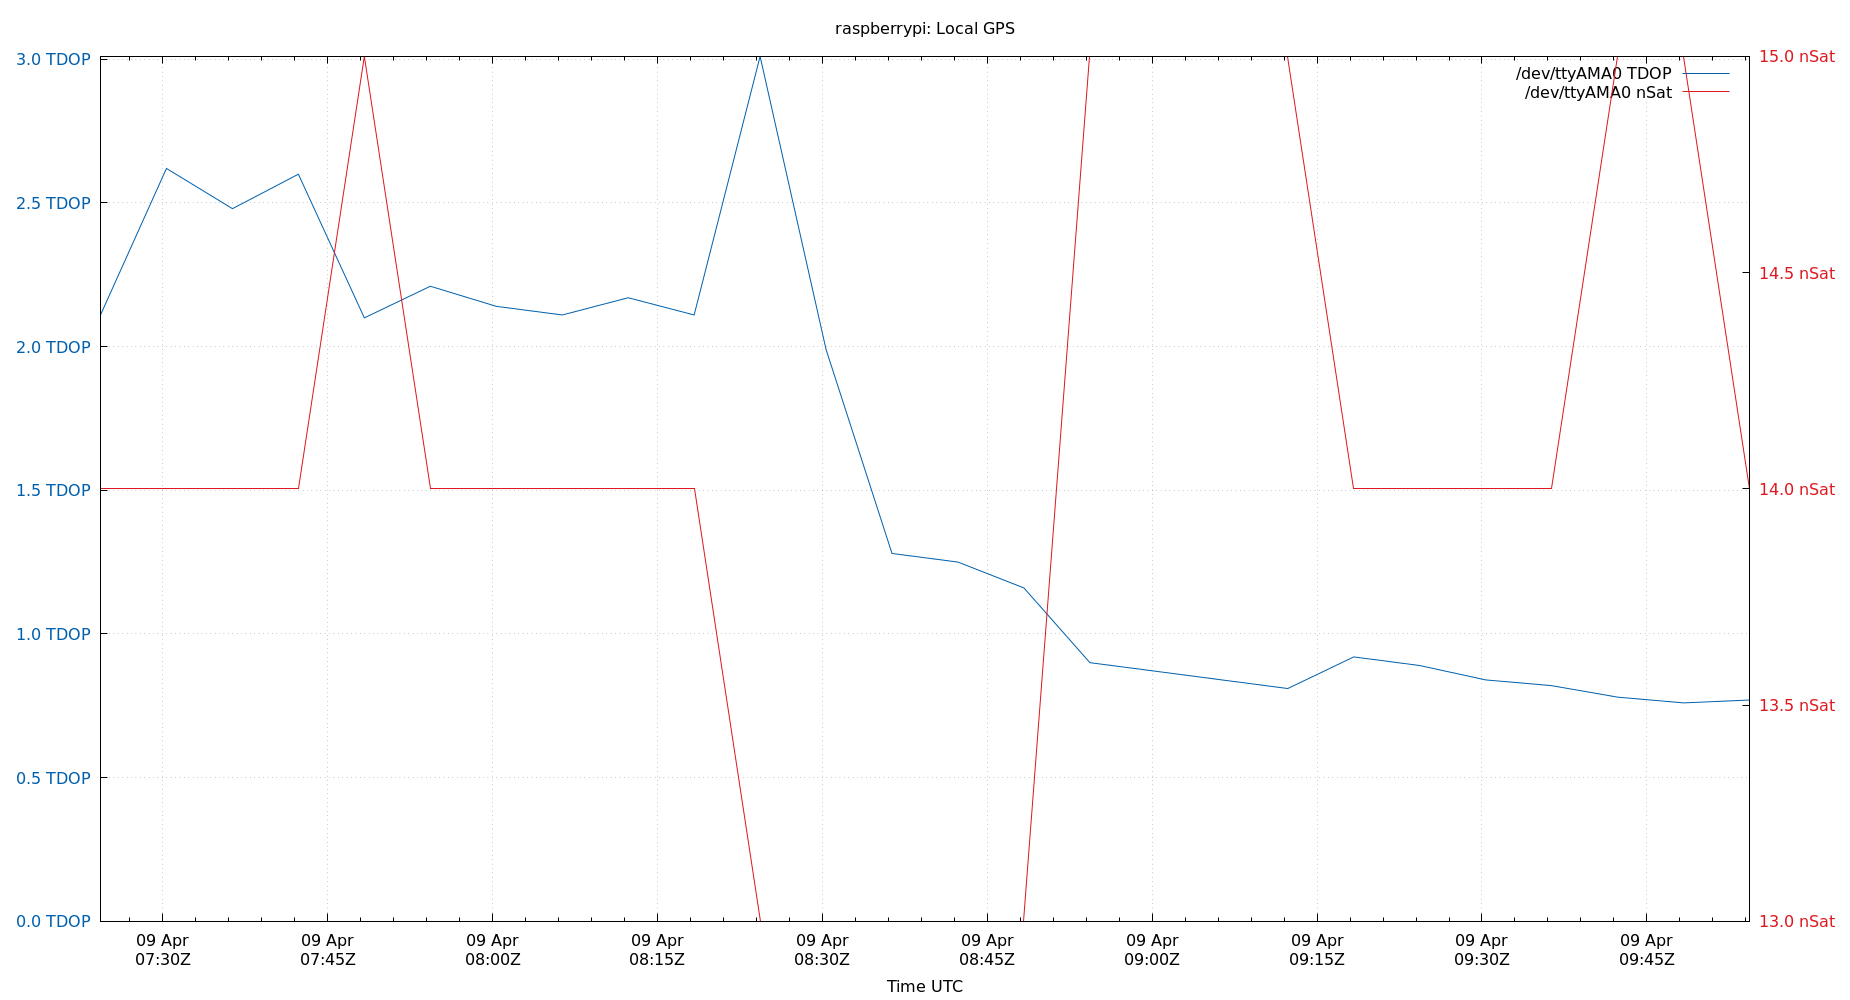 raspberrypi: Local GPS
3.0 TDOP
2.5 TDOP
2.0 TDOP
1.5 TDOP
1.0 TDOP
0.5 TDOP
0.0 TDOP
15.0 nSat
14.5 nSat
14.0 nSat
13.5 nSat
13.0 nSat
/dev/ttyAMA0 TDOP
/dev/ttyAMA0 nSat
09 Apr 09 Apr 09 Apr 09 Apr 09 Apr 09 Apr 09 Apr 09 Apr 09 Apr 09 Apr
07:30Z 07:45Z 08:00Z 08:15Z 08:30Z 08:45Z 09:00Z 09:15Z 09:30Z 09:45Z
Time UTC